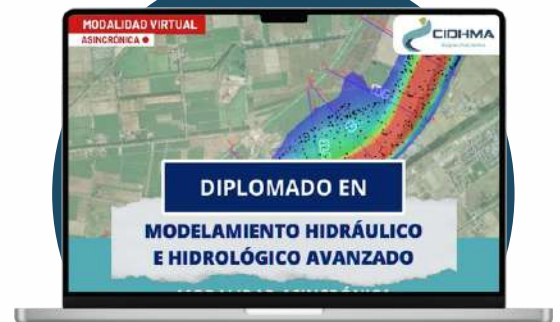 MODALIDAD VIRTUAL
ASINCRÓNICA
CIDHMA
DIPLOMADO EN
MODELAMIENTO HIDRÁULICO
E HIDROLÓGICO AVANZADO